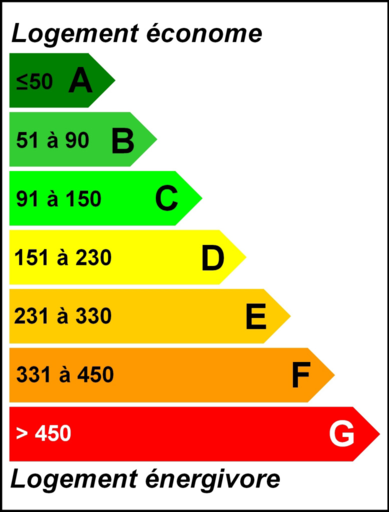 Logement économe
≤50 A
51 à 90 B
91 à 150 C
151 à 230 D
231 à 330 E
331 à 450 F
> 450 G
Logement énergivore